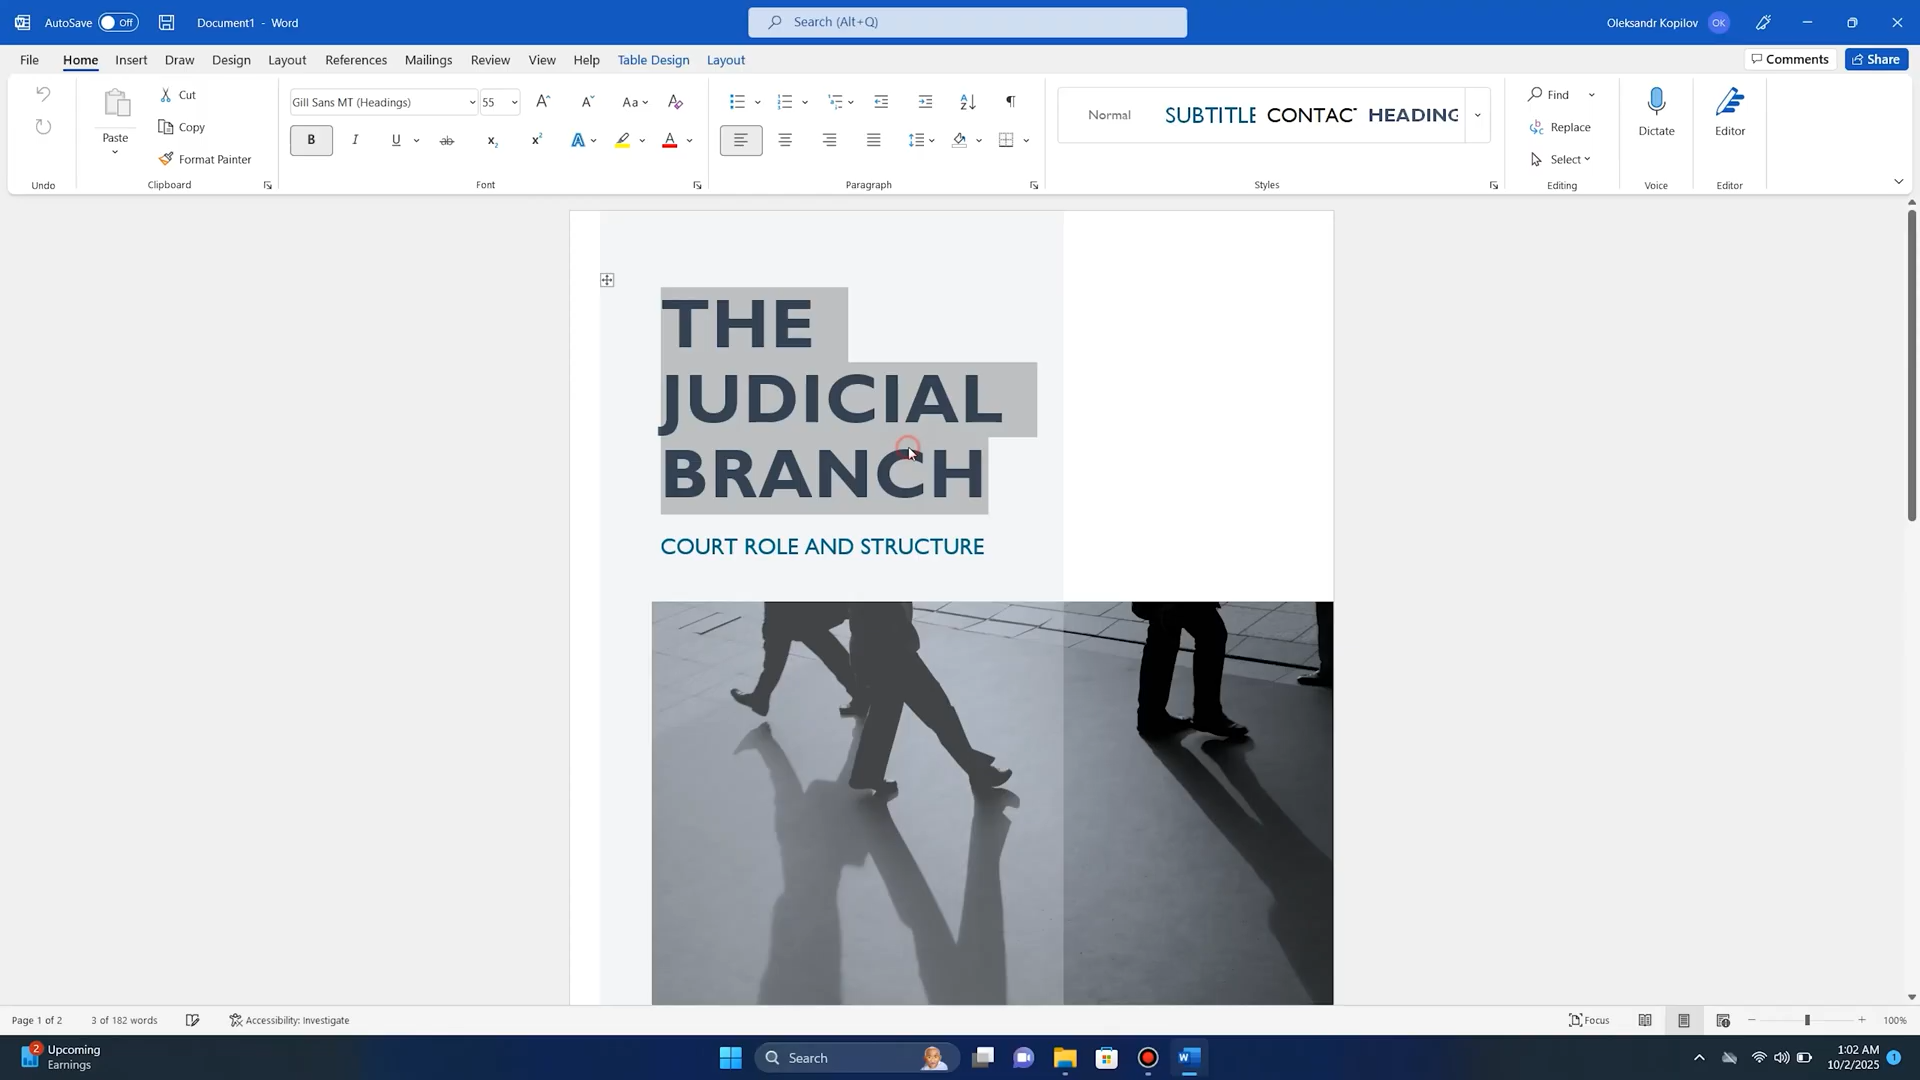 AutoSave Off Document1 - Word Search (Alt+Q) Oleksandr Kopilov OK
File Home Insert Draw Design Layout References Mailings Review View Help Table Design Layout Comments Share
Cut
Copy
Format Painter
Paste
Gill Sans MT (Headings) 55
Normal SUBTITLE CONTACT HEADING
Find
Replace
Select
Dictate
Editor
Undo Clipboard Font Paragraph Styles Editing Voice Editor
THE
JUDICIAL
BRANCH
COURT ROLE AND STRUCTURE
Page 1 of 2 3 of 182 words Accessibility: Investigate Focus 100%
2 Upcoming
Earnings
Search
1:02 AM
10/2/2025
1